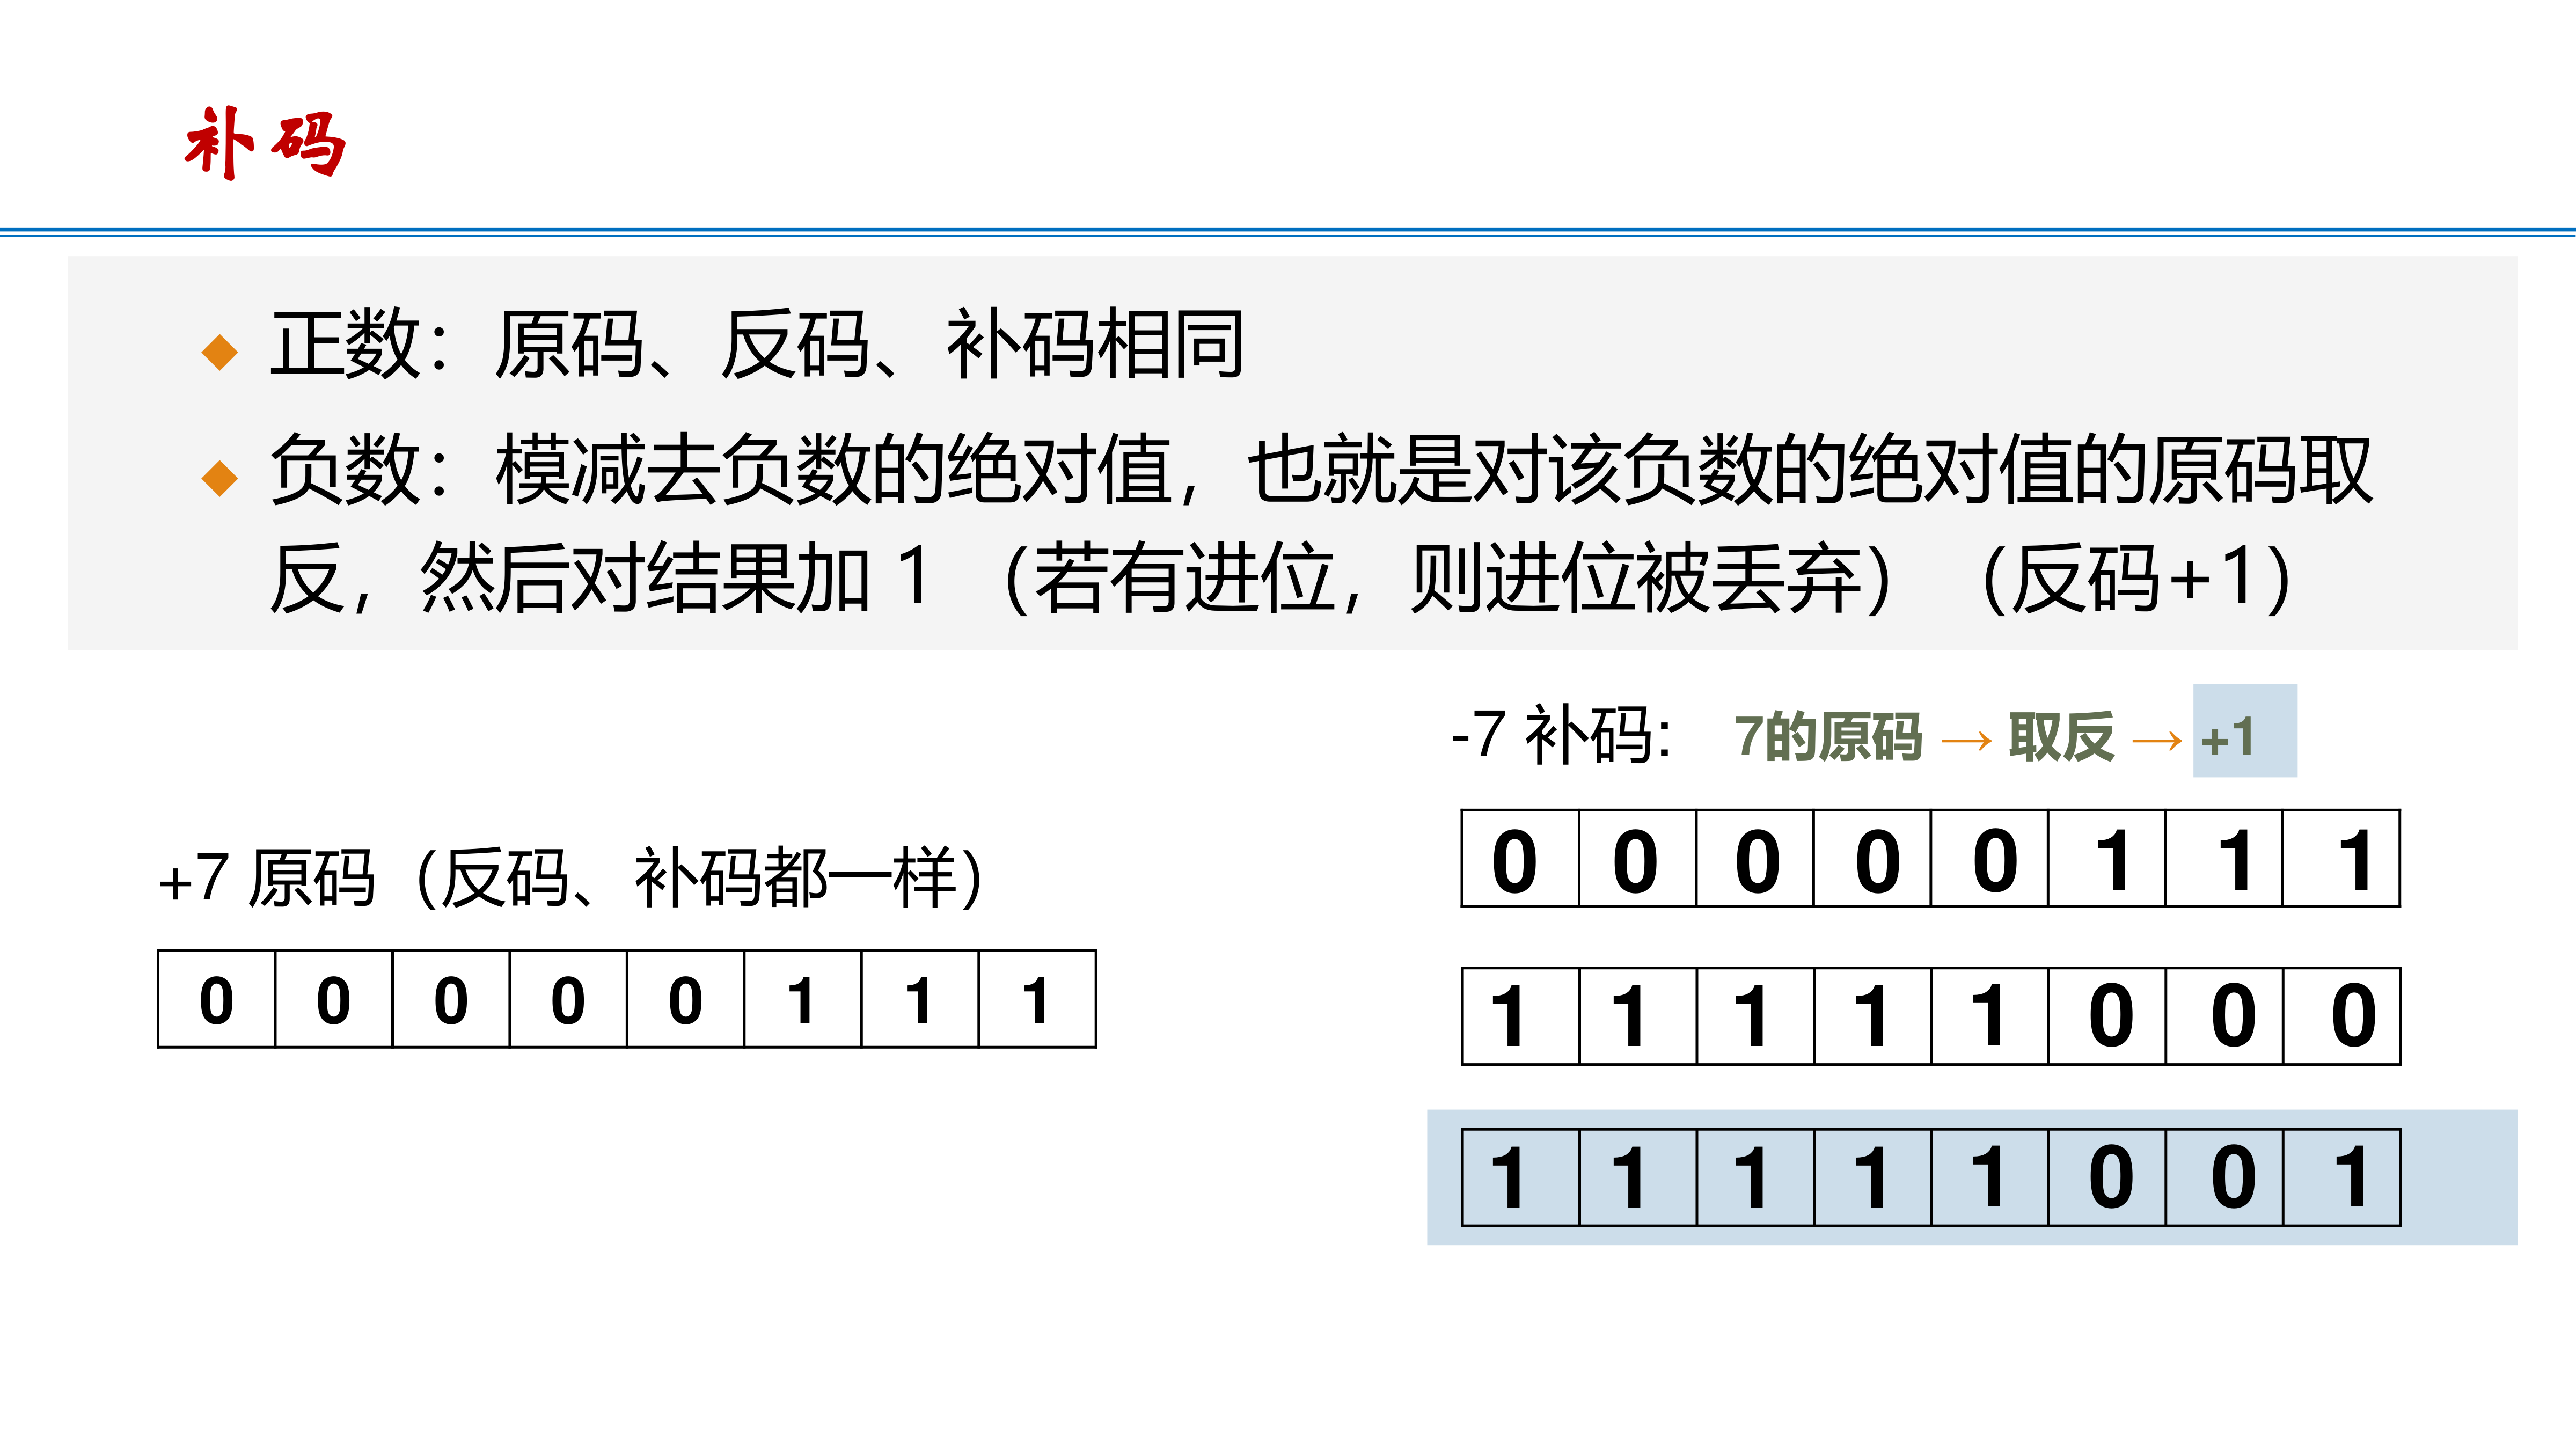 补码
正数：原码、反码、补码相同
负数：模减去负数的绝对值，也就是对该负数的绝对值的原码取
反，然后对结果加 1 （若有进位，则进位被丢弃）（反码+1）
-7 补码： 7的原码 → 取反 → +1
0 0 0 0 0 1 1 1
+7 原码（反码、补码都一样）
0 0 0 0 0 1 1 1
1 1 1 1 1 0 0 0
1 1 1 1 1 0 0 1